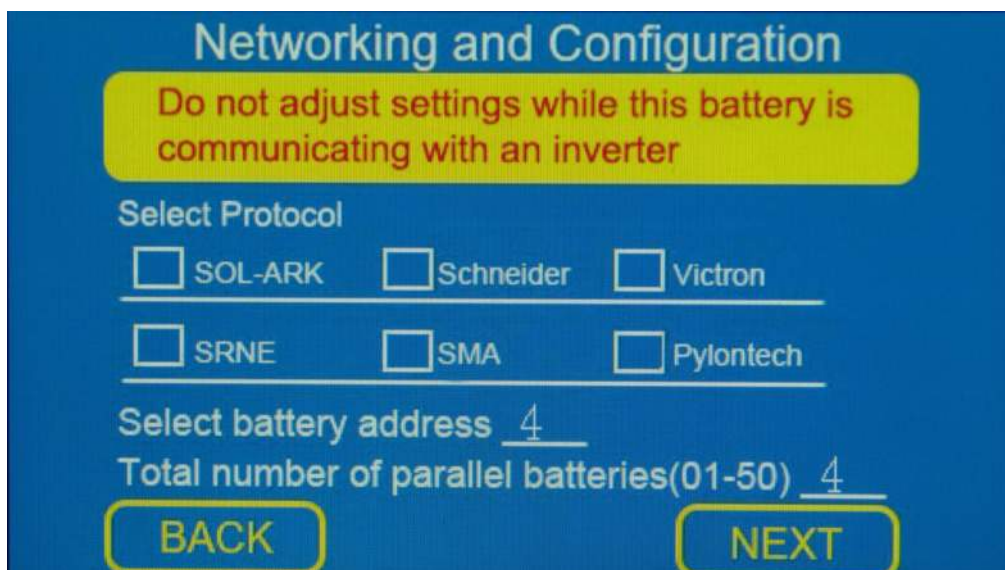 Networking and Configuration
Do not adjust settings while this battery is
communicating with an inverter
Select Protocol
SOL-ARK Schneider Victron
SRNE SMA Pylontech
Select battery address 4
Total number of parallel batteries(01-50) 4
BACK NEXT